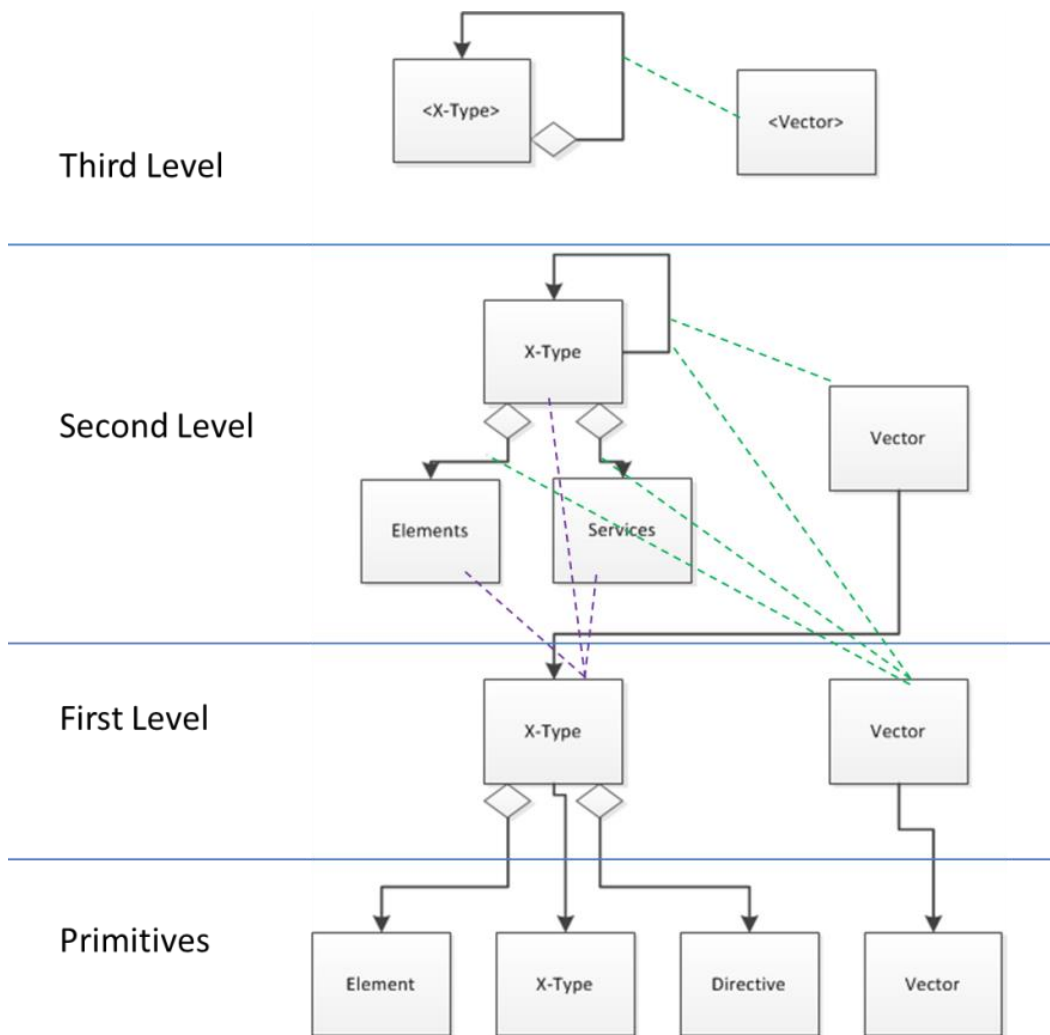 <X-Type>
<Vector>
Third Level
X-Type
Second Level
Vector
Elements
Services
First Level
X-Type
Vector
Primitives
Element
X-Type
Directive
Vector